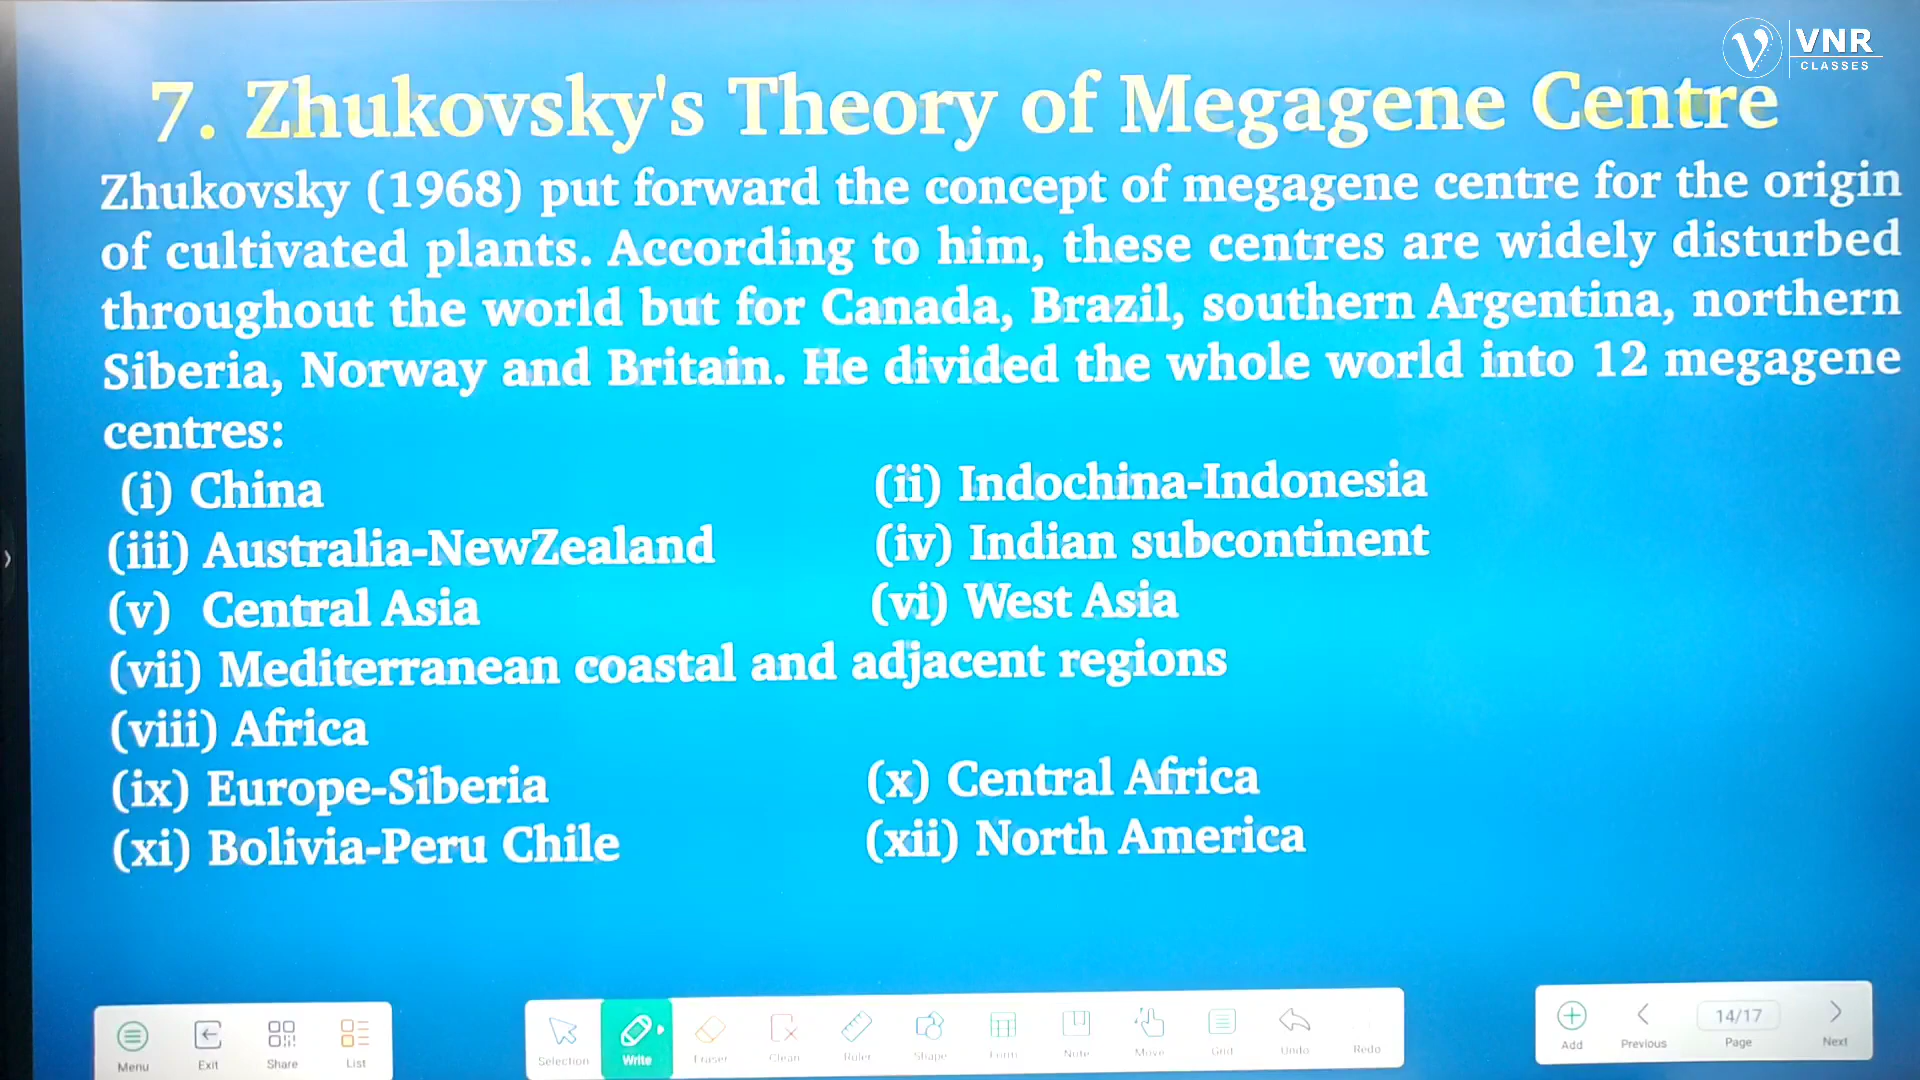 VNR
CLASSES
7. Zhukovsky's Theory of Megagene Centre
Zhukovsky (1968) put forward the concept of megagene centre for the origin
of cultivated plants. According to him, these centres are widely disturbed
throughout the world but for Canada, Brazil, southern Argentina, northern
Siberia, Norway and Britain. He divided the whole world into 12 megagene
centres:
(i) China (ii) Indochina-Indonesia
(iii) Australia-NewZealand (iv) Indian subcontinent
(v) Central Asia (vi) West Asia
(vii) Mediterranean coastal and adjacent regions
(viii) Africa
(ix) Europe-Siberia (x) Central Africa
(xi) Bolivia-Peru Chile (xii) North America
14/17
Menu Exit Share List Selection Write Eraser Clean Ruler Shape Form Note Move Grid Undo Redo Add Previous Page Next